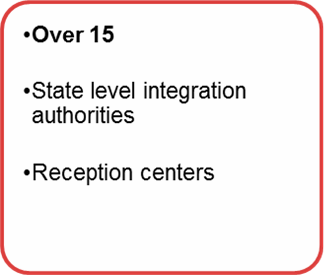 •Over 15
•State level integration
authorities
•Reception centers